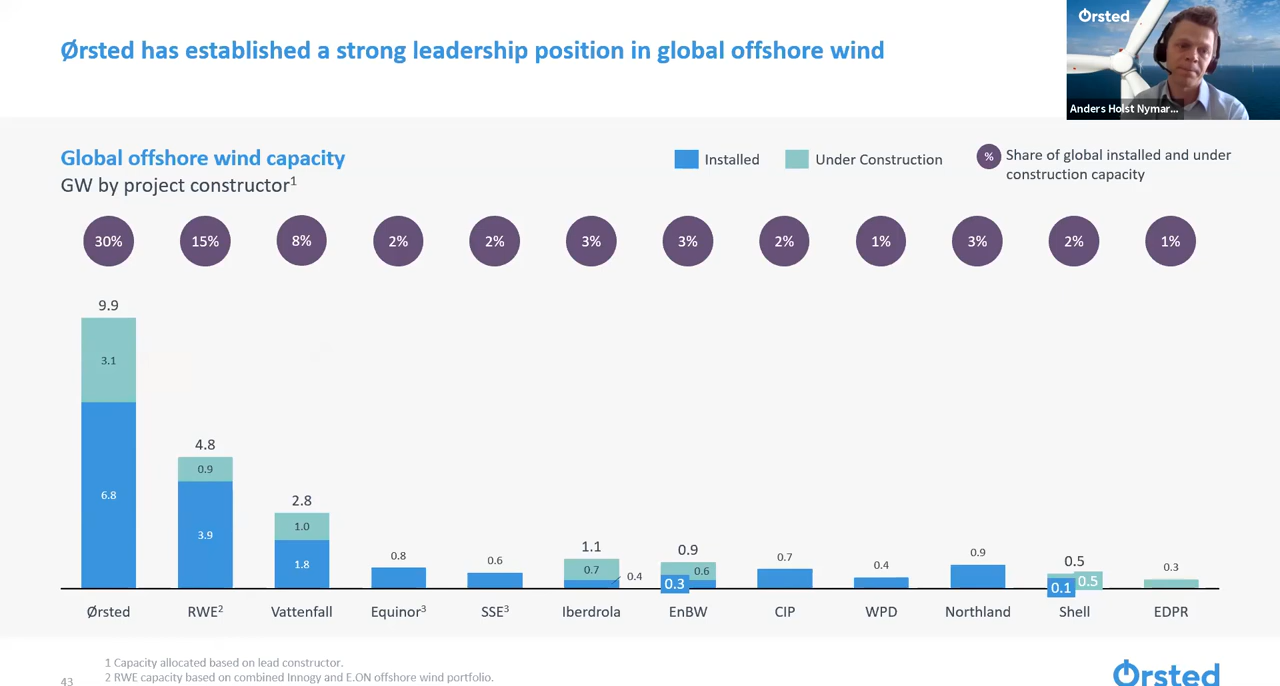 Ørsted has established a strong leadership position in global offshore wind
Ørsted
Anders Holst Nymar...
Global offshore wind capacity
GW by project constructor1
Installed
Under Construction
% Share of global installed and under
construction capacity
30% 15% 8% 2% 2% 3% 3% 2% 1% 3% 2% 1%
9.9
3.1
6.8
4.8
0.9
3.9
2.8
1.0
1.8
0.8
0.6
1.1
0.7
0.4
0.9
0.6
0.3
0.7
0.4
0.9
0.5
0.5
0.1
0.3
Ørsted RWE2 Vattenfall Equinor3 SSE3 Iberdrola EnBW CIP WPD Northland Shell EDPR
1 Capacity allocated based on lead constructor.
2 RWE capacity based on combined Innogy and E.ON offshore wind portfolio.
43
Ørsted